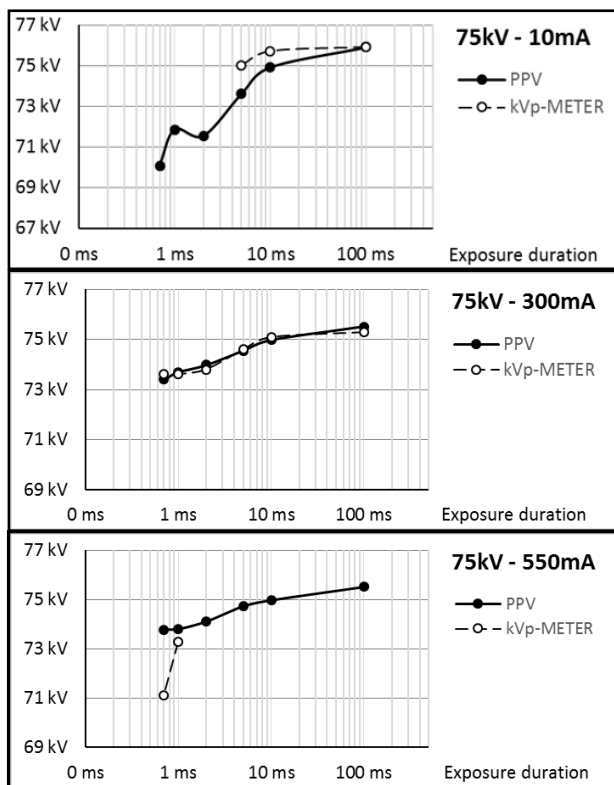 77 kV
75kV - 10mA
75 kV
PPV
kVp-METER
73 kV
71 kV
69 kV
67 kV
0 ms 1 ms 10 ms 100 ms Exposure duration
77 kV
75kV - 300mA
75 kV
PPV
kVp-METER
73 kV
71 kV
69 kV
0 ms 1 ms 10 ms 100 ms Exposure duration
77 kV
75kV - 550mA
75 kV
PPV
kVp-METER
73 kV
71 kV
69 kV
0 ms 1 ms 10 ms 100 ms Exposure duration